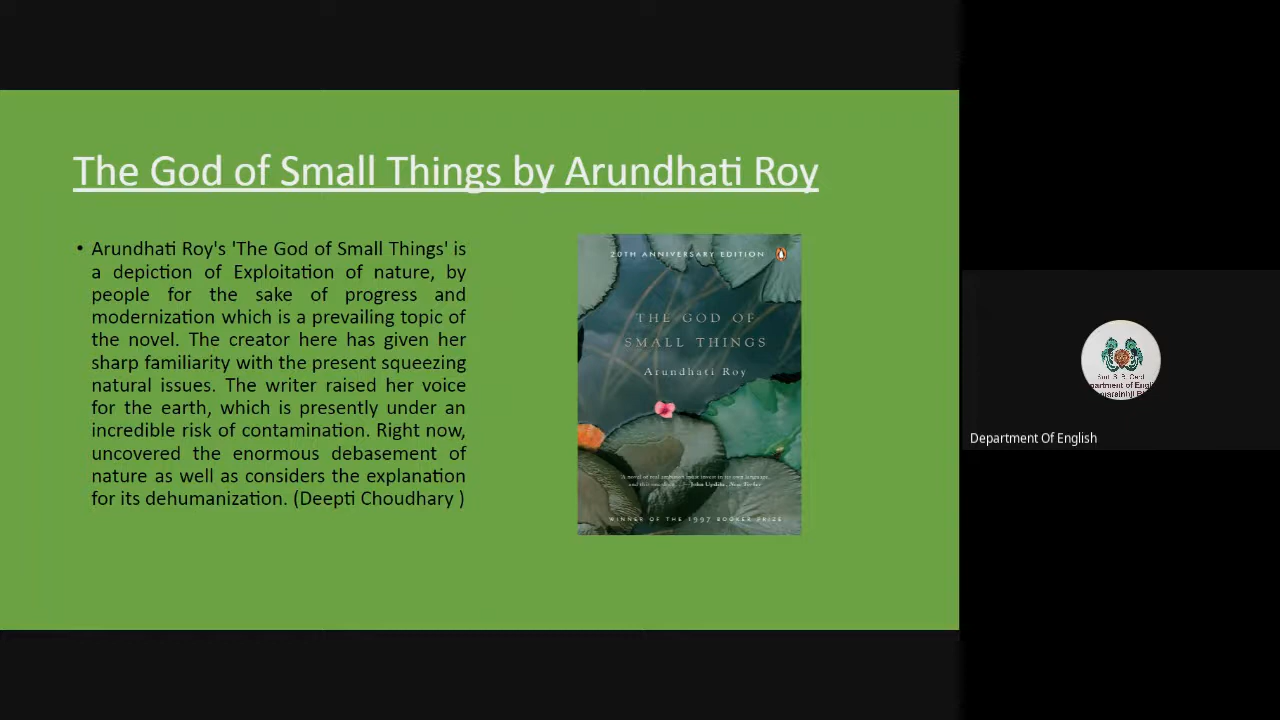 The God of Small Things by Arundhati Roy
• Arundhati Roy's 'The God of Small Things' is
a depiction of Exploitation of nature, by
people for the sake of progress and
modernization which is a prevailing topic of
the novel. The creator here has given her
sharp familiarity with the present squeezing
natural issues. The writer raised her voice
for the earth, which is presently under an
incredible risk of contamination. Right now,
uncovered the enormous debasement of
nature as well as considers the explanation
for its dehumanization. (Deepti Choudhary )
20TH ANNIVERSARY EDITION
THE GOD OF
SMALL THINGS
Arundhati Roy
WINNER OF THE 1997 BOOKER PRIZE
Department Of English